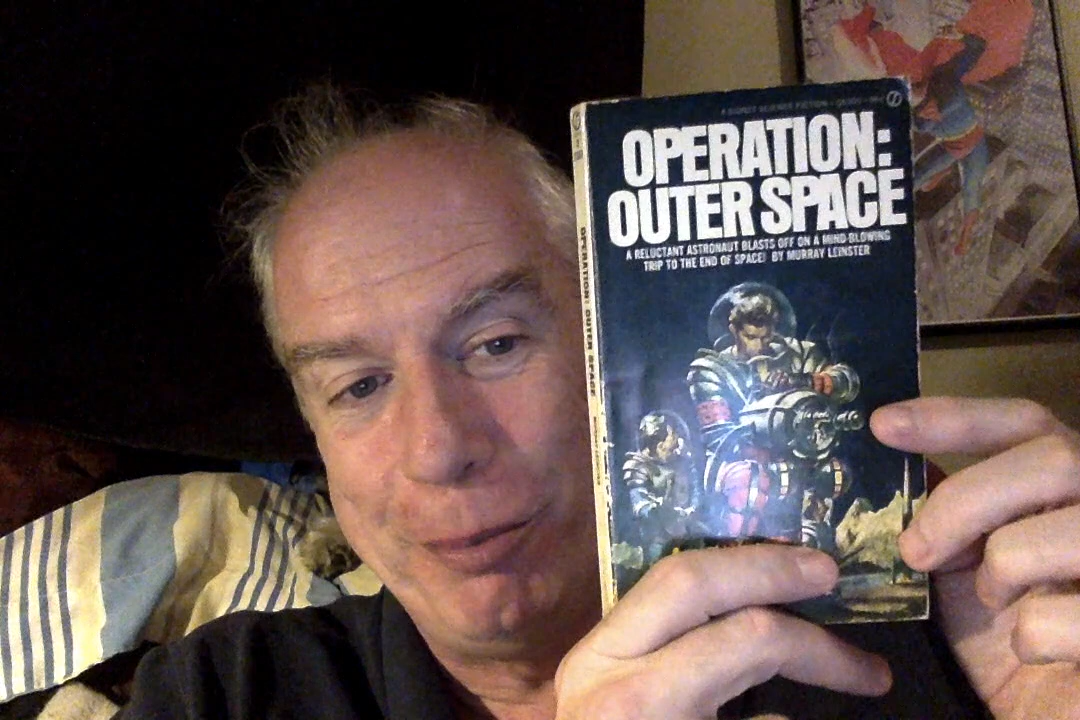 A SIGNET SCIENCE FICTION
OPERATION:
OUTER SPACE
A RELUCTANT ASTRONAUT BLASTS OFF ON A MIND-BLOWING
TRIP TO THE END OF SPACE! BY MURRAY LEINSTER
OPERATION: OUTER SPACE